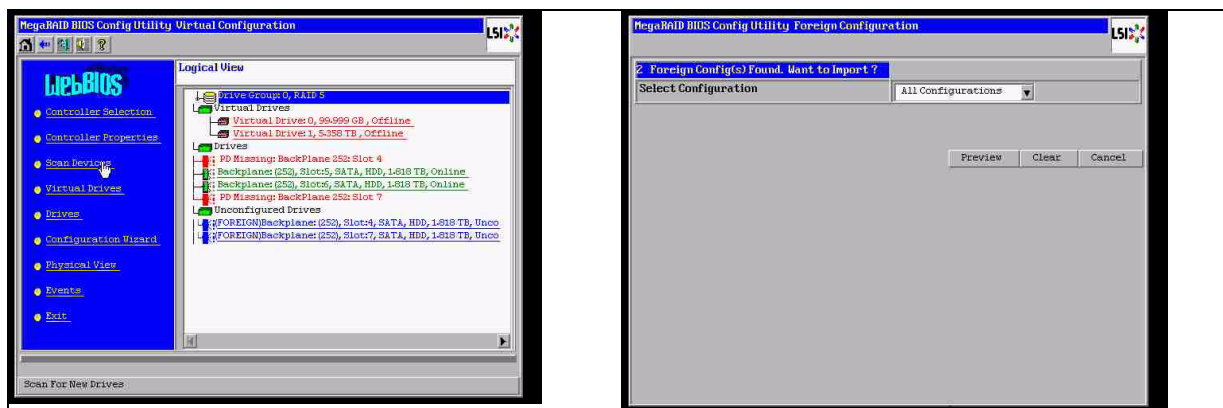 MegaRAID BIOS Config Utility Virtual Configuration
LSI
WebBIOS
Controller Selection
Controller Properties
Scan Devices
Virtual Drives
Drives
Configuration Wizard
Physical View
Events
Exit
Logical View
Drive Group: 0, RAID 5
Virtual Drives
Virtual Drive: 0, 99.999 GB, Offline
Virtual Drive: 1, 5.358 TB, Offline
Drives
PD Missing: BackPlane 252: Slot 4
Backplane: (252), Slot:5, SATA, HDD, 1.818 TB, Online
Backplane: (252), Slot:6, SATA, HDD, 1.818 TB, Online
PD Missing: BackPlane 252: Slot 7
Unconfigured Drives
(FOREIGN)Backplane: (252), Slot:4, SATA, HDD, 1.818 TB, Unco
(FOREIGN)Backplane: (252), Slot:7, SATA, HDD, 1.818 TB, Unco
Scan For New Drives
MegaRAID BIOS Config Utility Foreign Configuration
LSI
2 Foreign Config(s) Found. Want to Import ?
Select Configuration
All Configurations
Preview Clear Cancel